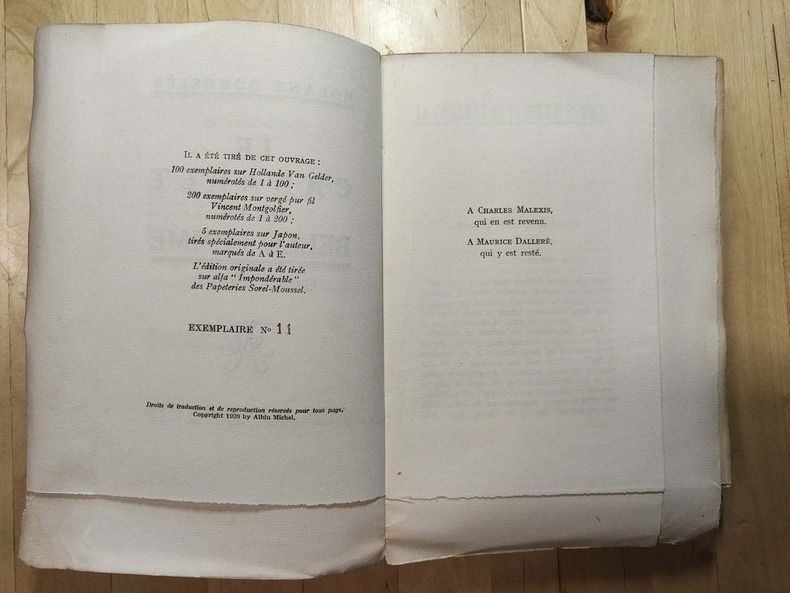 IL A ÉTÉ TIRÉ DE CET OUVRAGE :
100 exemplaires sur Hollande Van Gelder,
numérotés de 1 à 100 ;
200 exemplaires sur vergé pur fil
Vincent Montgolfier,
numérotés de 1 à 200 ;
5 exemplaires sur Japon,
tirés spécialement pour l'auteur,
marqués de A à E.
L'édition originale a été tirée
sur alfa " Impondérable "
des Papeteries Sorel-Moussel.
EXEMPLAIRE No 11
Droits de traduction et de reproduction réservés pour tous pays.
Copyright 1928 by Albin Michel.
A CHARLES MALEXIS,
qui en est revenu.
A MAURICE DALLERÉ,
qui y est resté.